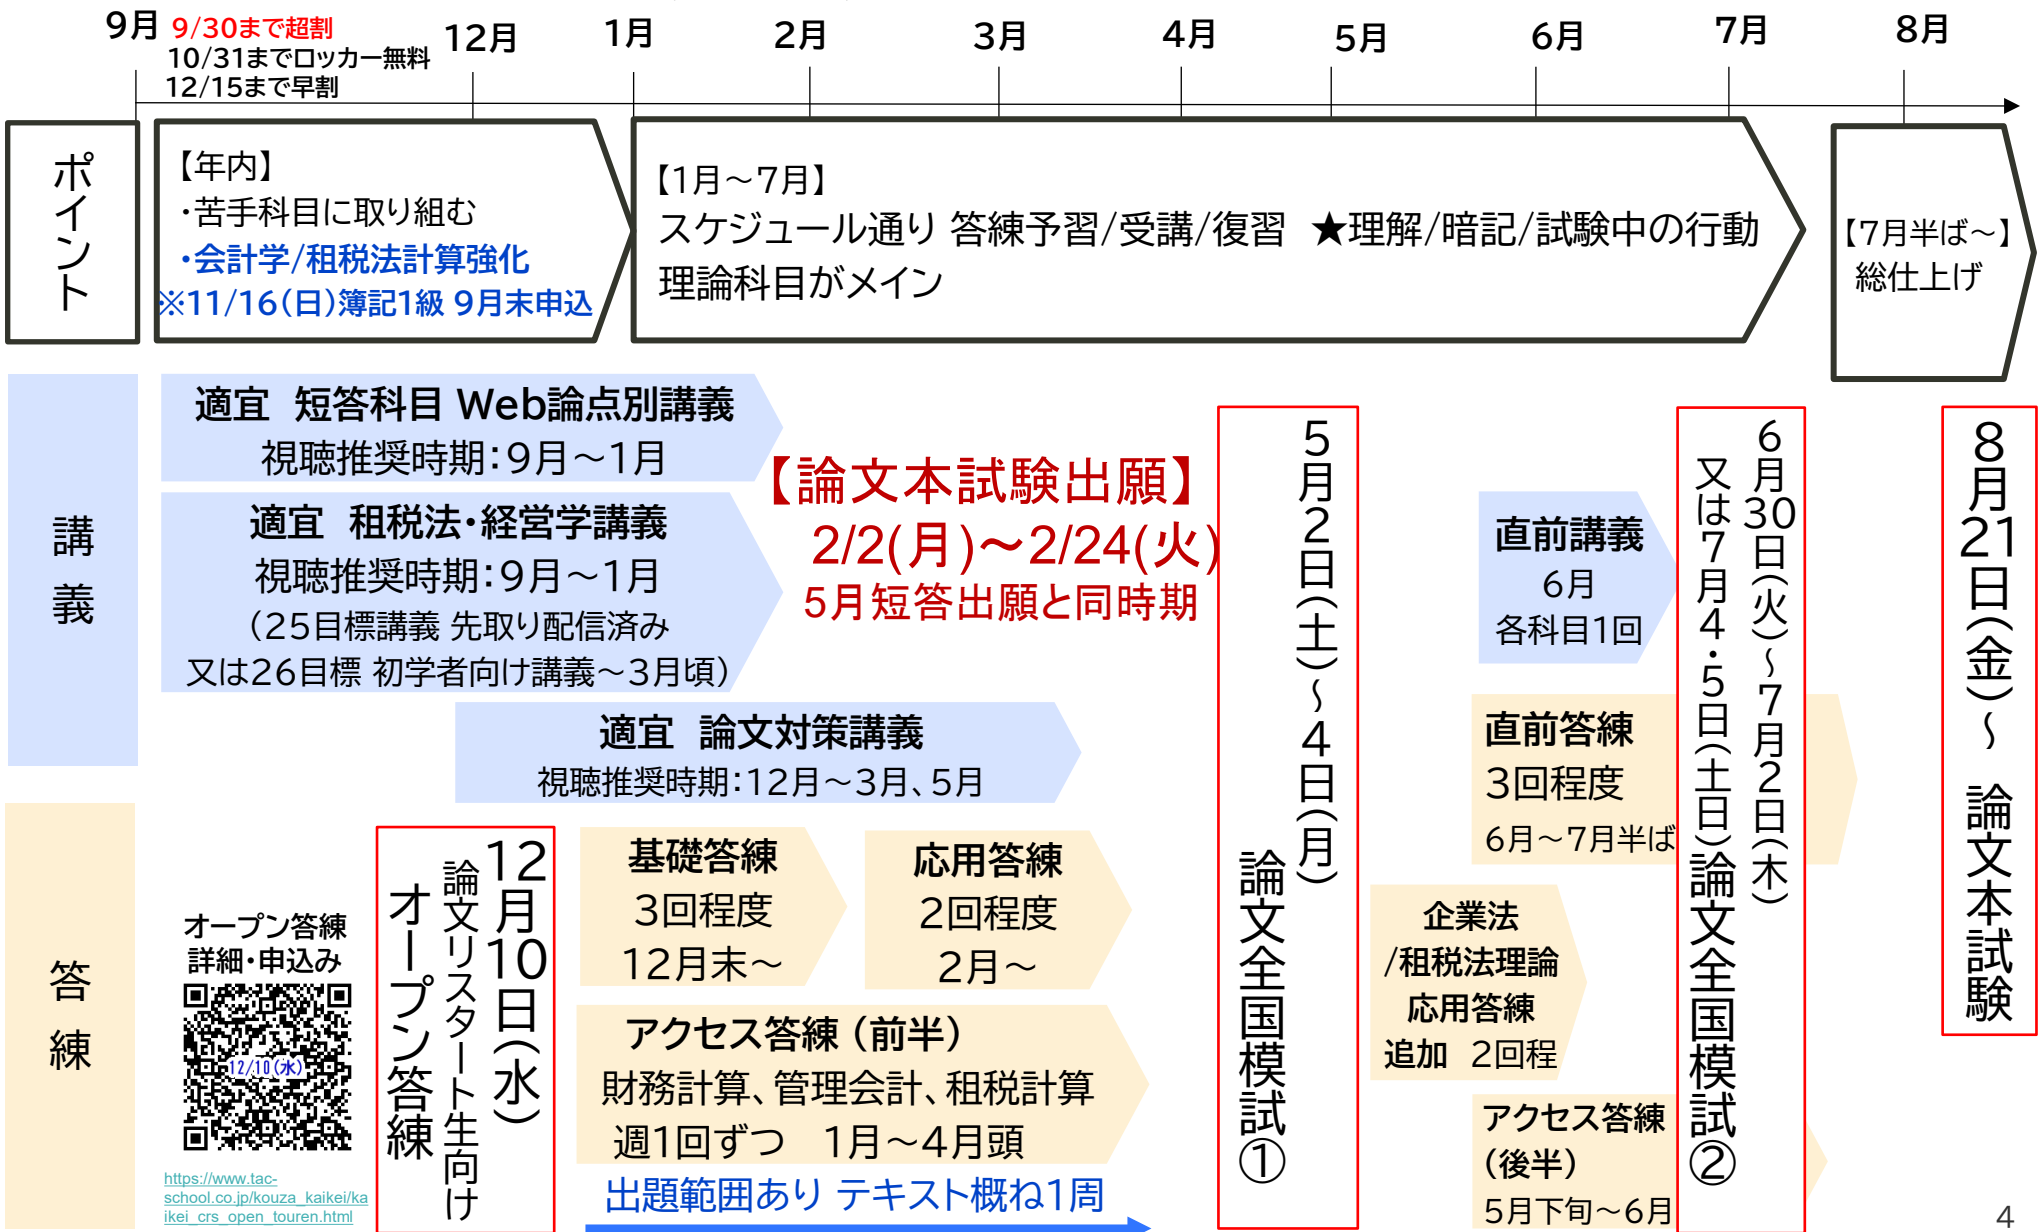 9月
9/30まで超割
10/31までロッカー無料
12/15まで早割
12月
1月
2月
3月
4月
5月
6月
7月
8月
ポイント
【年内】
・苦手科目に取り組む
・会計学/租税法計算強化
※11/16(日)簿記1級 9月末申込
【1月～7月】
スケジュール通り 答練予習/受講/復習 ★理解/暗記/試験中の行動
理論科目がメイン
【7月半ば～】
総仕上げ
講義
適宜 短答科目 Web論点別講義
視聴推奨時期：9月～1月
適宜 租税法・経営学講義
視聴推奨時期：9月～1月
（25目標講義 先取り配信済み
又は26目標 初学者向け講義～3月頃）
適宜 論文対策講義
視聴推奨時期：12月～3月、5月
【論文本試験出願】
2/2(月)～2/24(火)
5月短答出願と同時期
5月2日(土)～4日(月)
論文全国模試①
直前講義
6月
各科目1回
6月30日(火)～7月2日(木)
又は7月4・5日(土日)論文全国模試②
8月21日(金)～ 論文本試験
答練
オープン答練
詳細・申込み
12/10(水)
https://www.tac-
school.co.jp/kouza_kaikei/ka
ikei_crs_open_touren.html
12月10日(水)
論文リスタート生向け
オープン答練
基礎答練
3回程度
12月末～
応用答練
2回程度
2月～
アクセス答練（前半）
財務計算、管理会計、租税計算
週1回ずつ 1月～4月頭
出題範囲あり テキスト概ね1周
直前答練
3回程度
6月～7月半ば
企業法
/租税法理論
応用答練
追加 2回程
アクセス答練
（後半）
5月下旬～6月
4